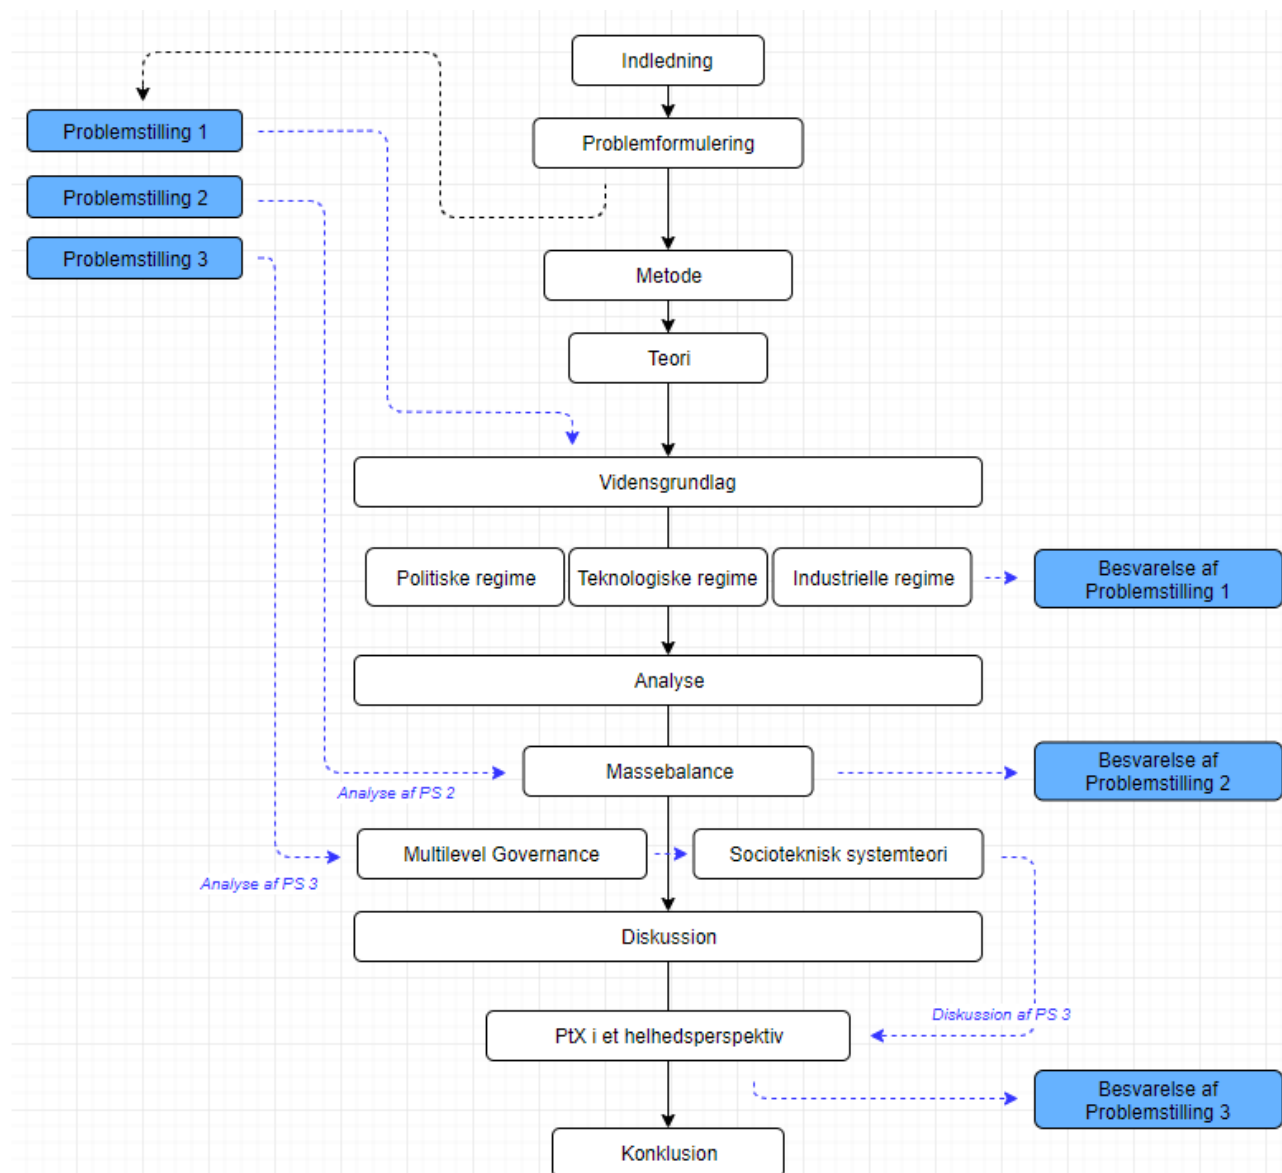 Indledning
Problemstilling 1
Problemformulering
Problemstilling 2
Problemstilling 3
Metode
Teori
Vidensgrundlag
Politiske regime
Teknologiske regime
Industrielle regime
Besvarelse af
Problemstilling 1
Analyse
Massebalance
Besvarelse af
Problemstilling 2
Analyse af PS 2
Multilevel Governance
Socioteknisk systemteori
Analyse af PS 3
Diskussion
Diskussion af PS 3
PtX i et helhedsperspektiv
Besvarelse af
Problemstilling 3
Konklusion